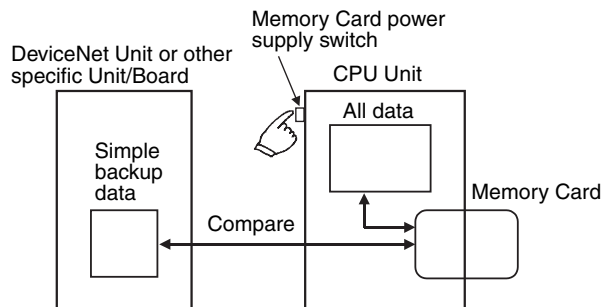 Memory Card power
supply switch
DeviceNet Unit or other
specific Unit/Board
CPU Unit
All data
Simple
backup
data
Memory Card
Compare